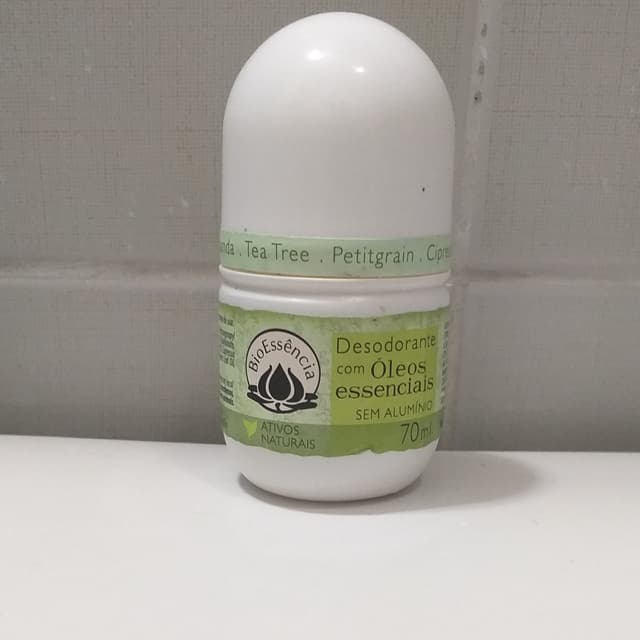 Tea Tree . Petitgrain .
BioEssência
Desodorante
com Óleos
essenciais
SEM ALUMÍNIO
ATIVOS
NATURAIS
70ml